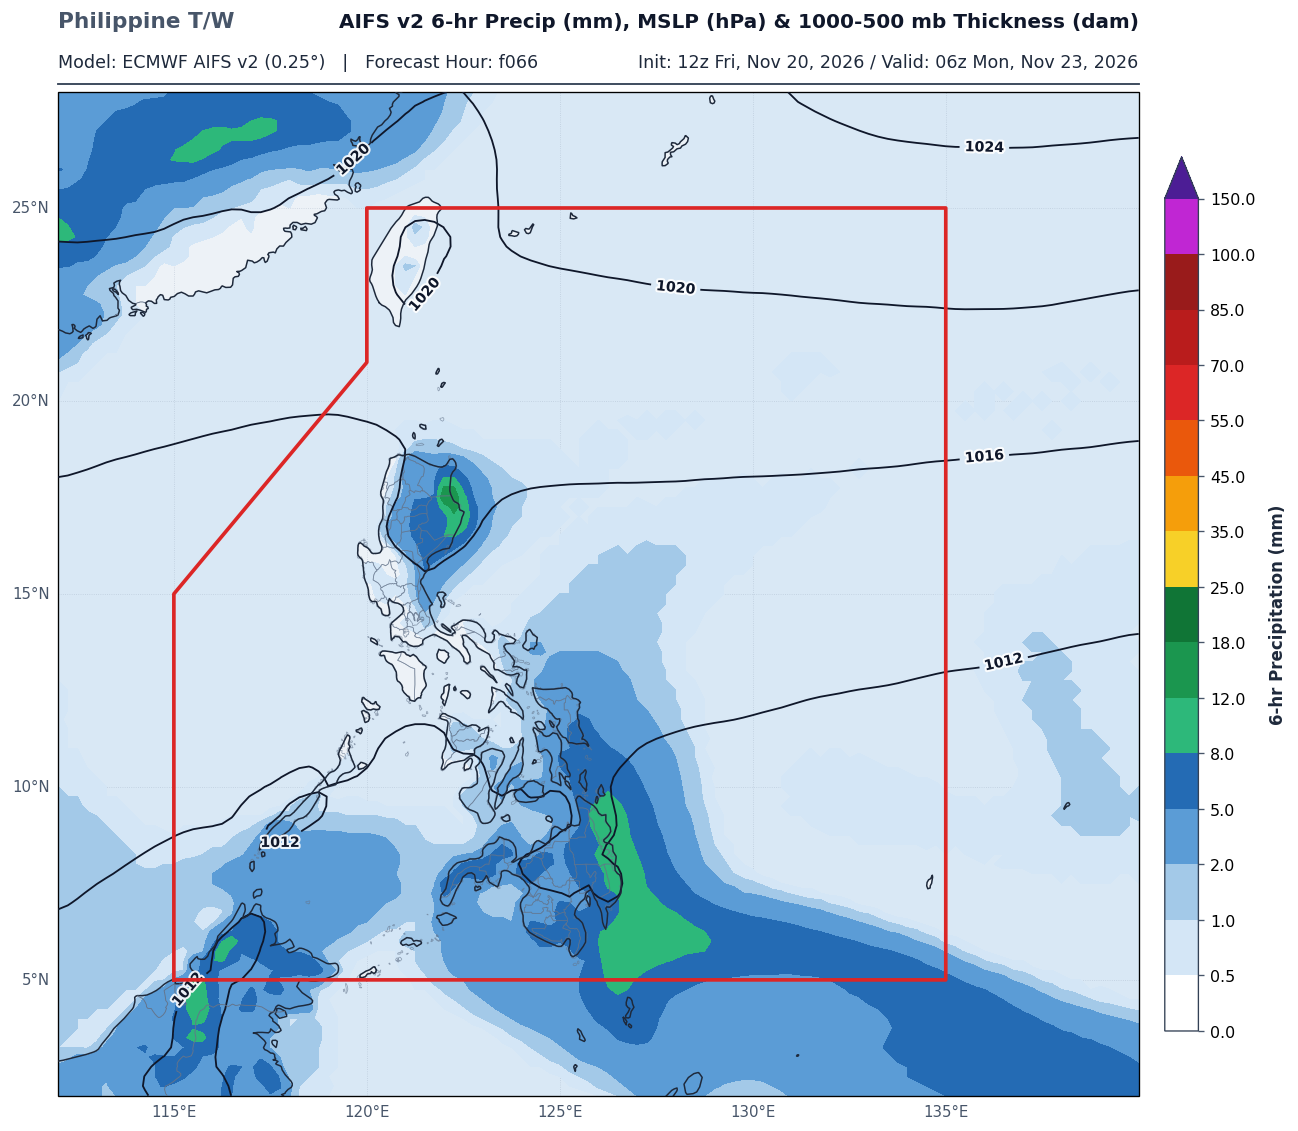 Philippine T/W
AIFS v2 6-hr Precip (mm), MSLP (hPa) & 1000-500 mb Thickness (dam)
Model: ECMWF AIFS v2 (0.25°) | Forecast Hour: f066
Init: 12z Fri, Nov 20, 2026 / Valid: 06z Mon, Nov 23, 2026
1024
1020
1020
1020
1016
1012
1012
1012
25°N
20°N
15°N
10°N
5°N
115°E
120°E
125°E
130°E
135°E
150.0
100.0
85.0
70.0
55.0
45.0
35.0
25.0
18.0
12.0
8.0
5.0
2.0
1.0
0.5
0.0
6-hr Precipitation (mm)